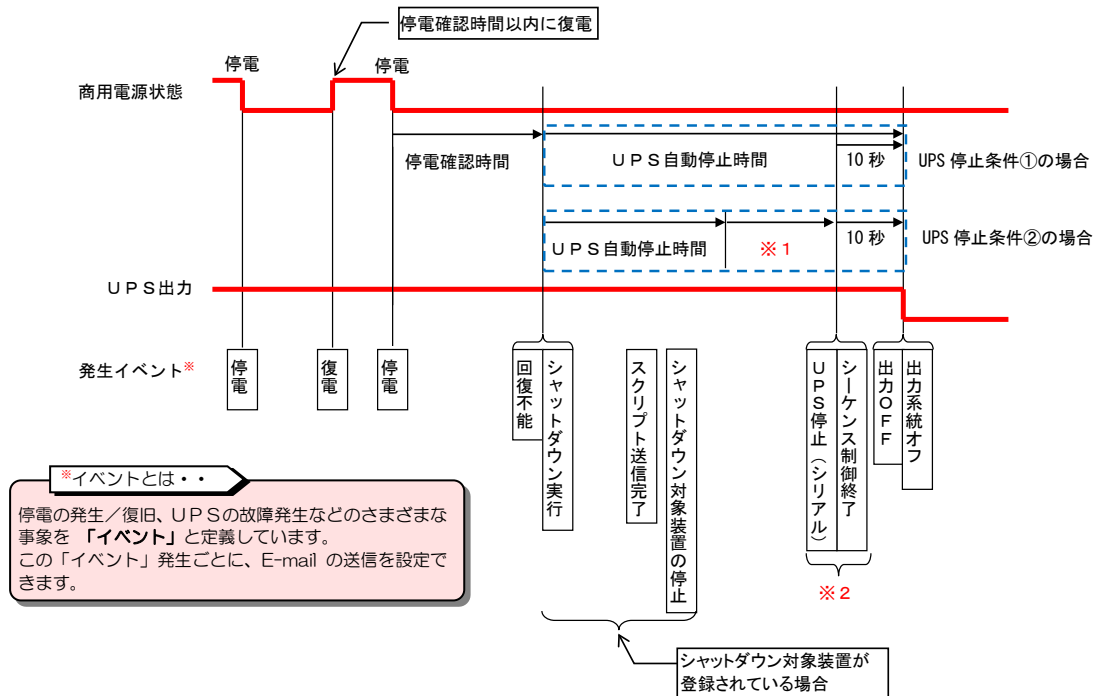 停電確認時間以内に復電
停電
停電
商用電源状態
停電確認時間
ＵＰＳ自動停止時間
10 秒
UPS 停止条件①の場合
ＵＰＳ自動停止時間
※１
10 秒
UPS 停止条件②の場合
ＵＰＳ出力
発生イベント※
停電
復電
停電
回復不能
シャットダウン実行
スクリプト送信完了
シャットダウン対象装置の停止
ＵＰＳ停止（シリアル）
シーケンス制御終了
出力ＯＦＦ
出力系統オフ
※２
※イベントとは・・
停電の発生／復旧、ＵＰＳの故障発生などのさまざまな
事象を 「イベント」と定義しています。
この「イベント」発生ごとに、E-mail の送信を設定で
きます。
シャットダウン対象装置が
登録されている場合